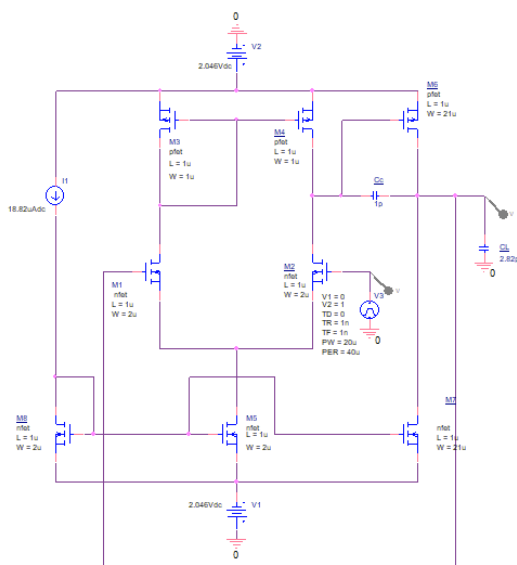 0
V2
2.046Vdc
M6
pfet
L = 1u
W = 21u
M3
pfet
L = 1u
W = 1u
M4
pfet
L = 1u
W = 1u
I1
18.82uAdc
Cc
1p
CL
2.82p
0
M1
nfet
L = 1u
W = 2u
M2
nfet
L = 1u
W = 2u
V3
V1 = 0
V2 = 1
TD = 0
TR = 1n
TF = 1n
PW = 20u
PER = 40u
0
V
V
M8
nfet
L = 1u
W = 2u
M5
nfet
L = 1u
W = 2u
M7
nfet
L = 1u
W = 21u
2.046Vdc
V1
0